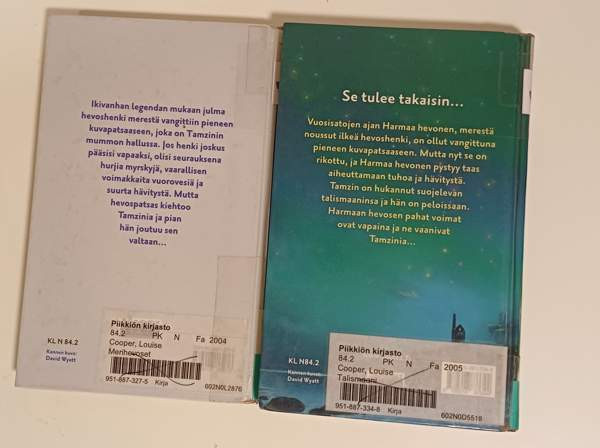 Ikivanhan legendan mukaan julma
hevoshenki merestä vangittiin pieneen
kuvapatsaaseen, joka on Tamzinin
mummon hallussa. Jos henki joskus
pääsisi vapaaksi, olisi seurauksena
hurjia myrskyjä, vaarallisen
voimakkaita vuorovesiä ja
suurta hävitystä. Mutta
hevospatsas kiehtoo
Tamzinia ja pian
hän joutuu sen
valtaan...
KL N 84.2
Kannen kuva:
David Wyatt
Piikkiön kirjasto
84.2 PK N Fa 2004
Cooper, Louise
Merihevoset
951-887-327-5 Kirja 602N0L2876
Se tulee takaisin...
Vuosisatojen ajan Harmaa hevonen, merestä
noussut ilkeä hevoshenki, on ollut vangittuna
pieneen kuvapatsaaseen. Mutta nyt se on
rikottu, ja Harmaa hevonen pystyy taas
aiheuttamaan tuhoa ja hävitystä.
Tamzin on hukannut suojelevan
talismaaninsa ja hän on peloissaan.
Harmaan hevosen pahat voimat
ovat vapaina ja ne vaanivat
Tamzinia...
KL N84.2
Kannen kuva:
David Wyatt
Piikkiön kirjasto
84.2 PK N Fa 2005
Cooper, Louise
Talismaani
951-887-334-8 Kirja 602N0D5516